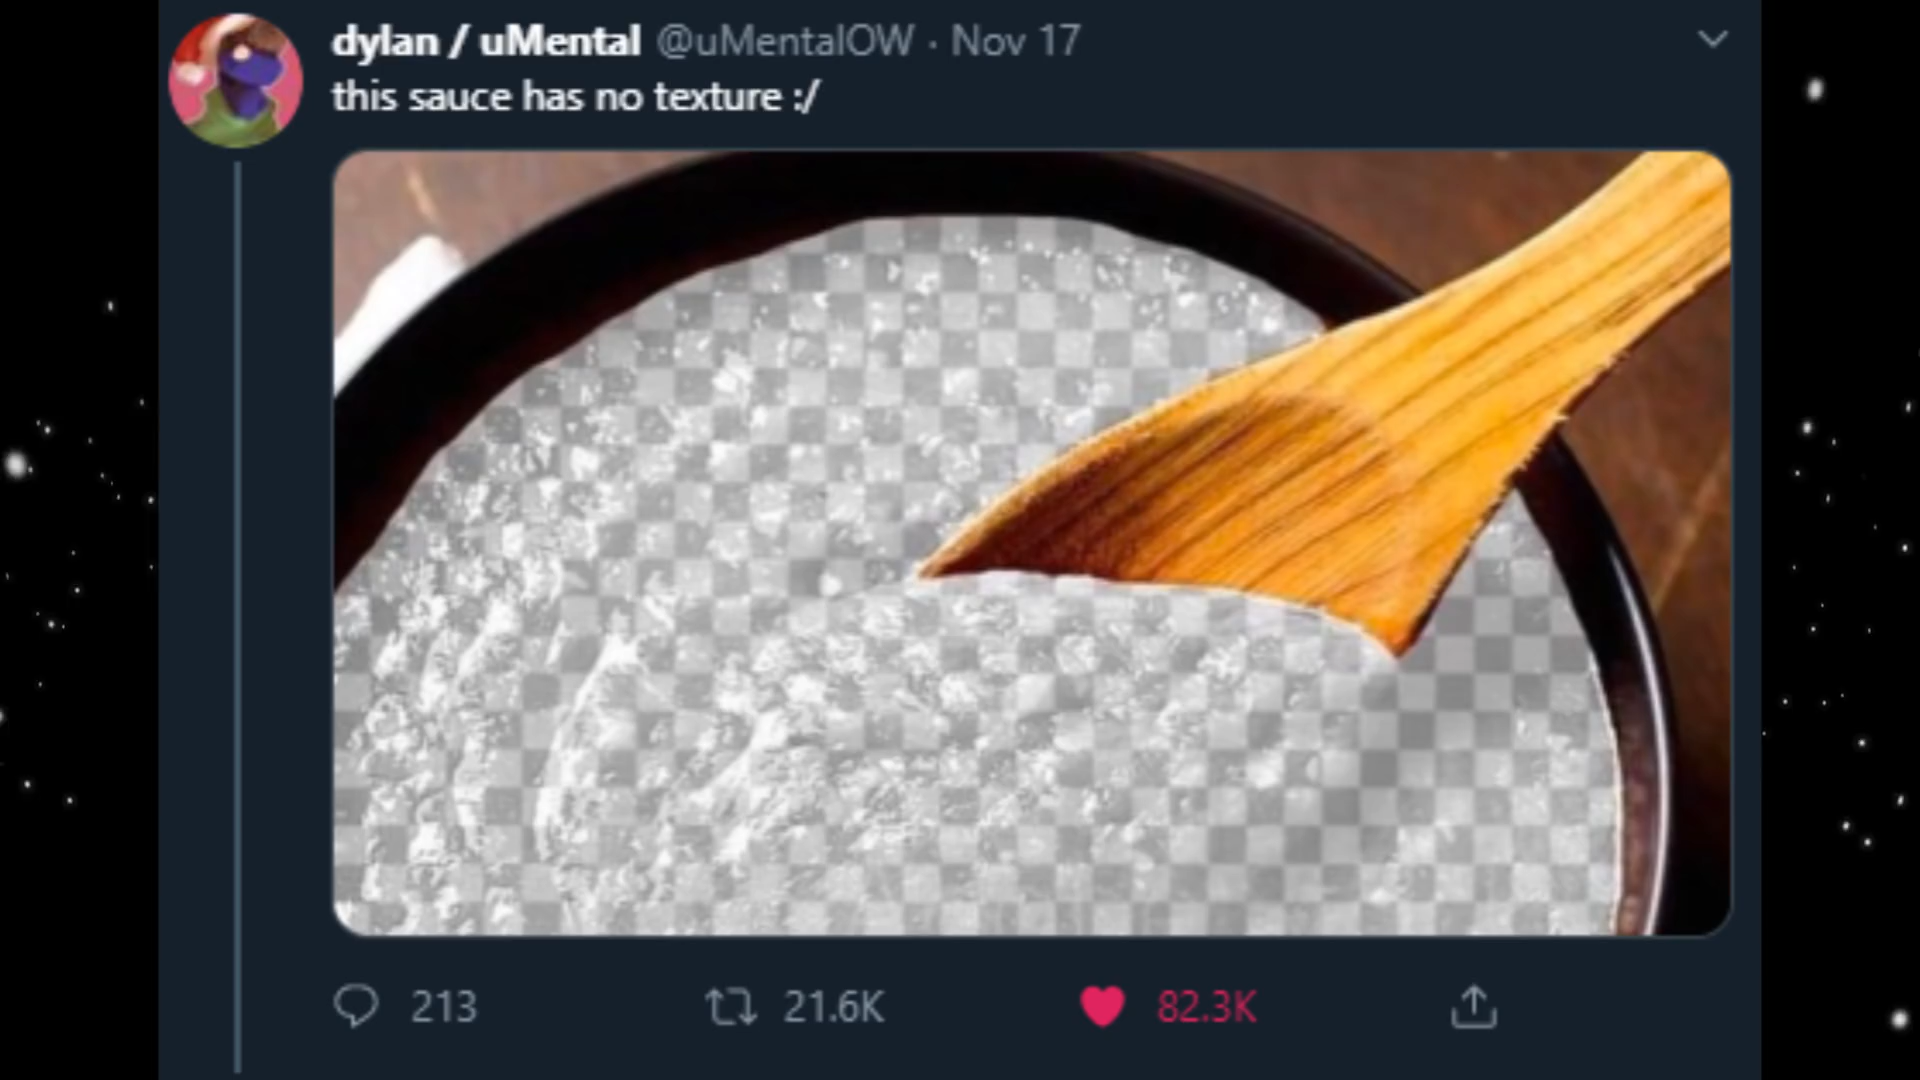 dylan / uMental @uMentalOW · Nov 17
this sauce has no texture :/
213 21.6K 82.3K